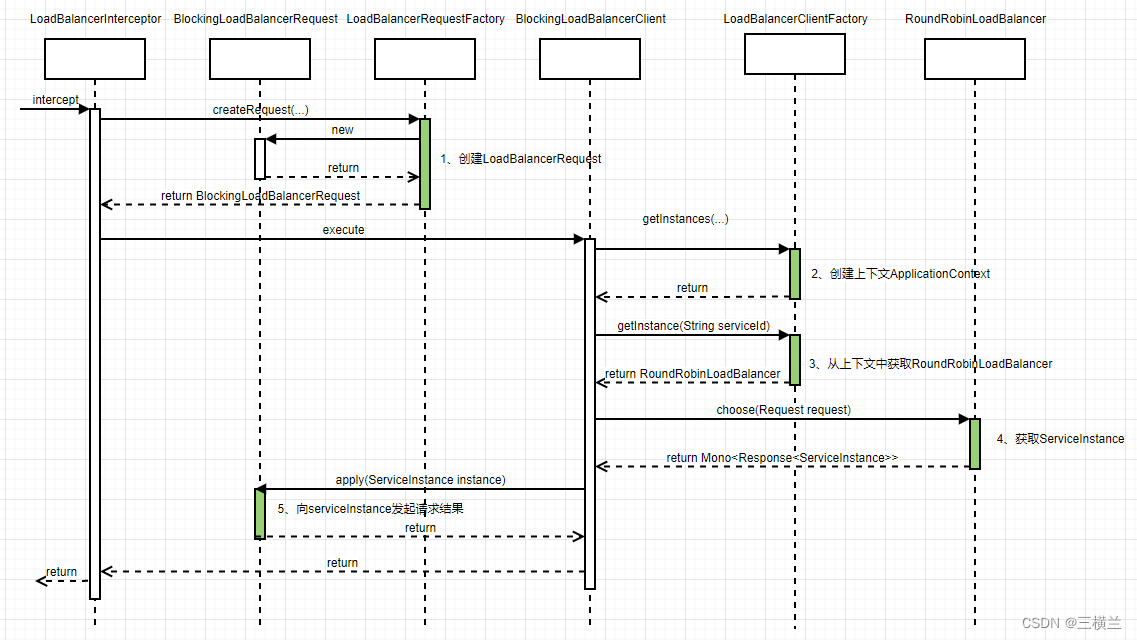 LoadBalancerInterceptor
BlockingLoadBalancerRequest
LoadBalancerRequestFactory
BlockingLoadBalancerClient
LoadBalancerClientFactory
RoundRobinLoadBalancer
intercept
createRequest(...)
new
1、创建LoadBalancerRequest
return
return BlockingLoadBalancerRequest
getInstances(...)
execute
2、创建上下文ApplicationContext
return
getInstance(String serviceId)
3、从上下文中获取RoundRobinLoadBalancer
return RoundRobinLoadBalancer
choose(Request request)
4、获取ServiceInstance
return Mono<Response<ServiceInstance>>
apply(ServiceInstance instance)
5、向serviceInstance发起请求结果
return
return
return
CSDN @三横兰